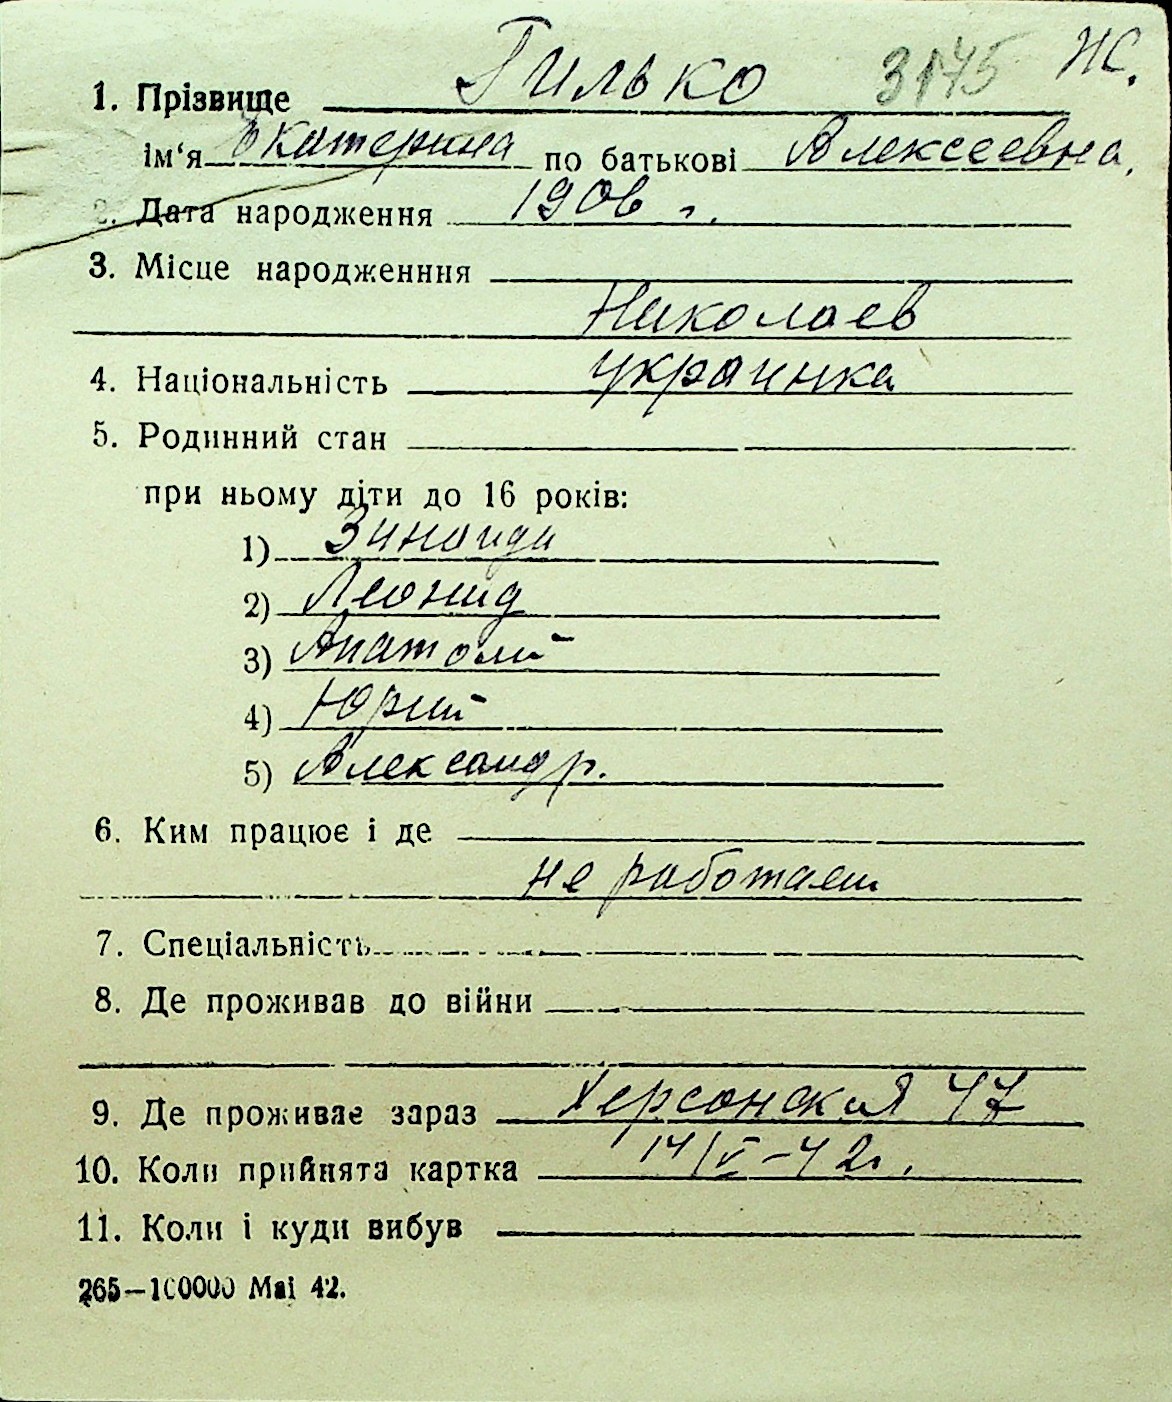 1. Прізвище Гилько 3175 Ж.
ім'я Екатерина по батькові Алексеевна.
2. Дата народження 1906 г.
3. Місце народженння
Николаев
4. Національність украинка
5. Родинний стан
при ньому діти до 16 років:
1) Зинаида
2) Леонид
3) Анатолий
4) Юрий
5) Александр.
6. Ким працює і де
не работает
7. Спеціальність
8. Де проживав до війни
9. Де проживає зараз Херсонская 47
10. Коли прийнята картка 14/V-42г.
11. Коли і куди вибув
265—100000 Маі 42.